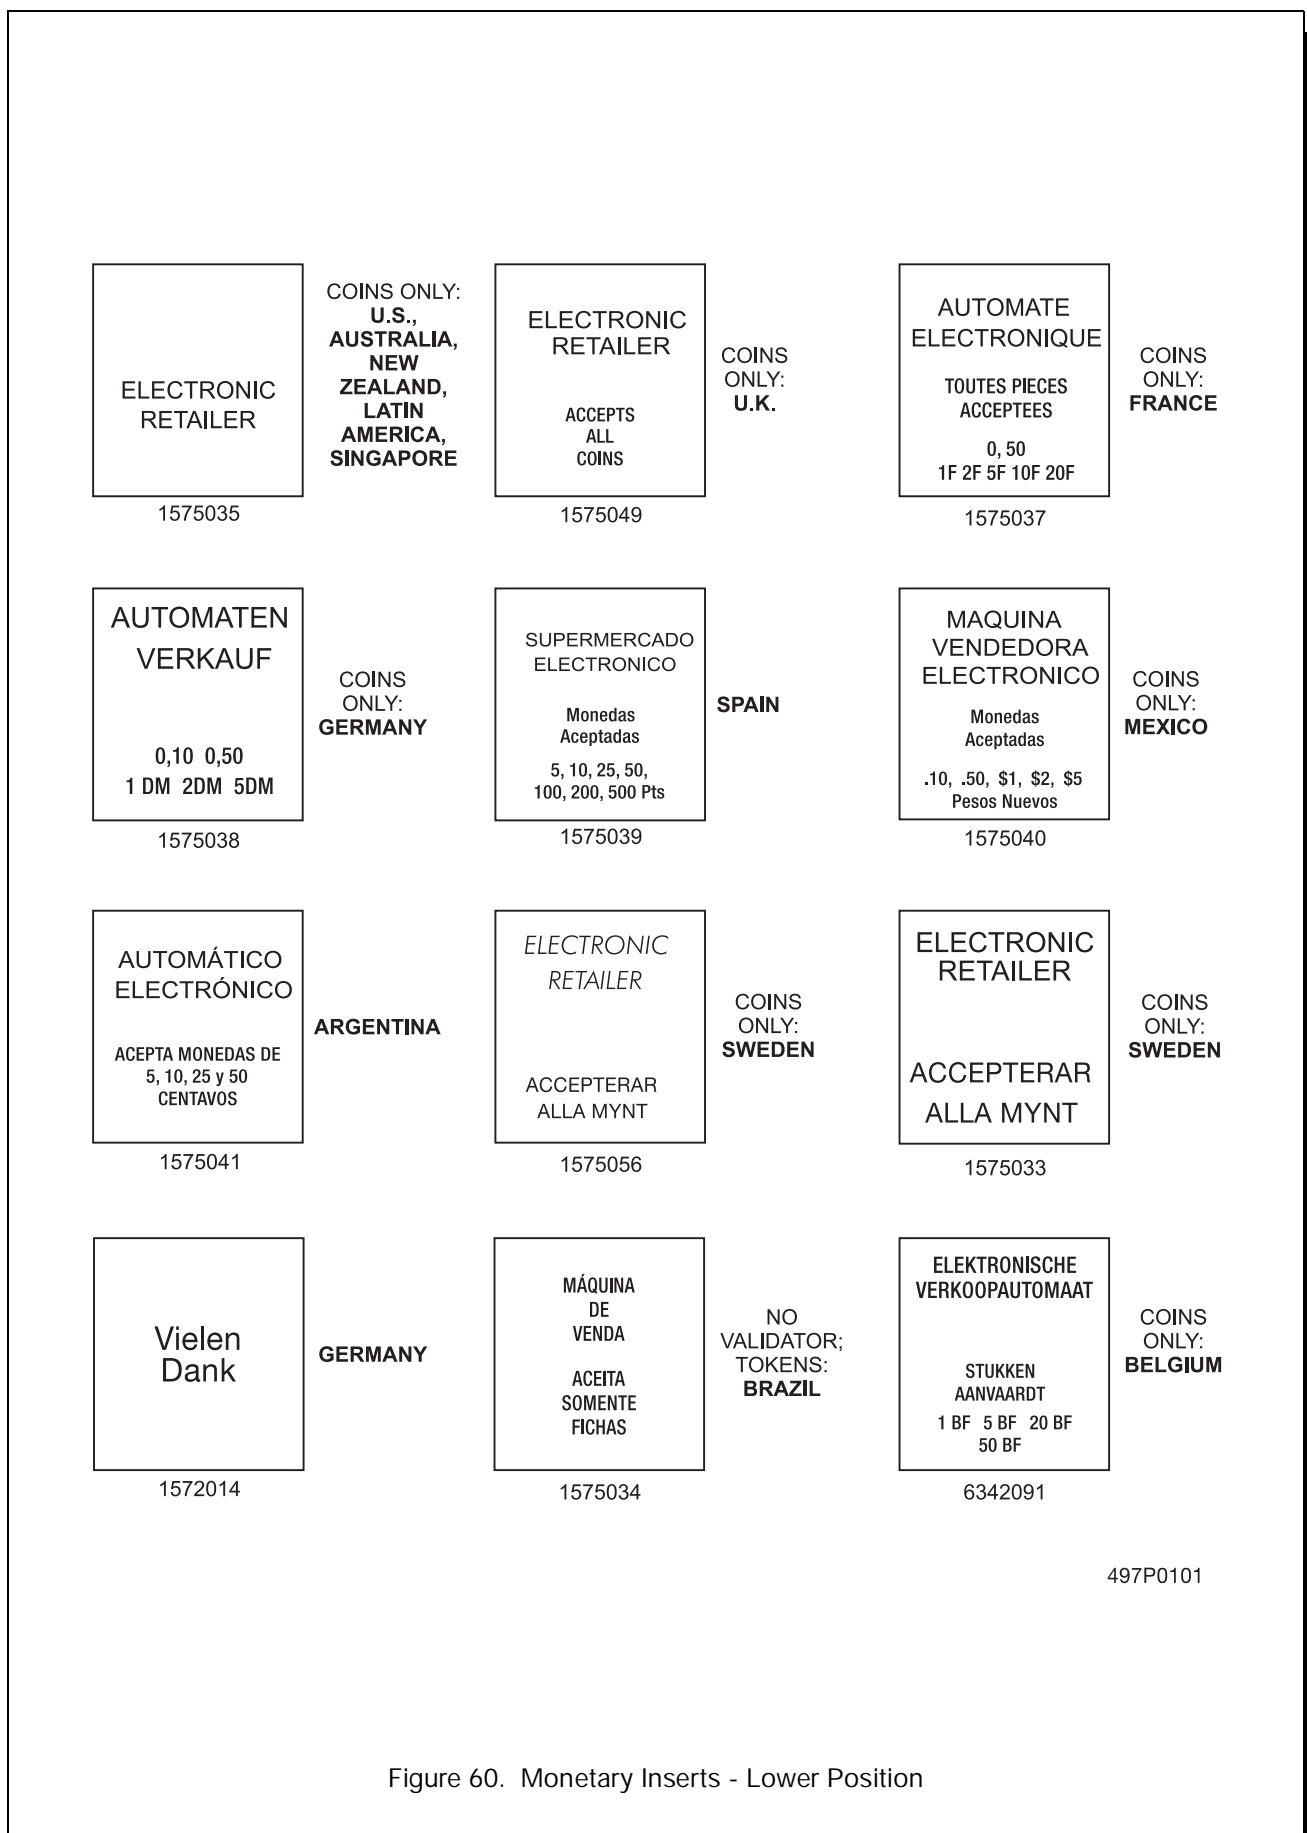 ELECTRONIC
RETAILER
1575035
COINS ONLY:
U.S.,
AUSTRALIA,
NEW
ZEALAND,
LATIN
AMERICA,
SINGAPORE
ELECTRONIC
RETAILER
ACCEPTS
ALL
COINS
1575049
COINS
ONLY:
U.K.
AUTOMATE
ELECTRONIQUE
TOUTES PIECES
ACCEPTEES
0, 50
1F 2F 5F 10F 20F
1575037
COINS
ONLY:
FRANCE
AUTOMATEN
VERKAUF
0,10 0,50
1 DM 2DM 5DM
1575038
COINS
ONLY:
GERMANY
SUPERMERCADO
ELECTRONICO
Monedas
Aceptadas
5, 10, 25, 50,
100, 200, 500 Pts
1575039
SPAIN
MAQUINA
VENDEDORA
ELECTRONICO
Monedas
Aceptadas
.10, .50, $1, $2, $5
Pesos Nuevos
1575040
COINS
ONLY:
MEXICO
AUTOMÁTICO
ELECTRÓNICO
ACEPTA MONEDAS DE
5, 10, 25 y 50
CENTAVOS
1575041
ARGENTINA
ELECTRONIC
RETAILER
ACCEPTERAR
ALLA MYNT
1575056
COINS
ONLY:
SWEDEN
ELECTRONIC
RETAILER
ACCEPTERAR
ALLA MYNT
1575033
COINS
ONLY:
SWEDEN
Vielen
Dank
1572014
GERMANY
MÁQUINA
DE
VENDA
ACEITA
SOMENTE
FICHAS
1575034
NO
VALIDATOR;
TOKENS:
BRAZIL
ELEKTRONISCHE
VERKOOPAUTOMAAT
STUKKEN
AANVAARDT
1 BF 5 BF 20 BF
50 BF
6342091
COINS
ONLY:
BELGIUM
497P0101
Figure 60. Monetary Inserts - Lower Position